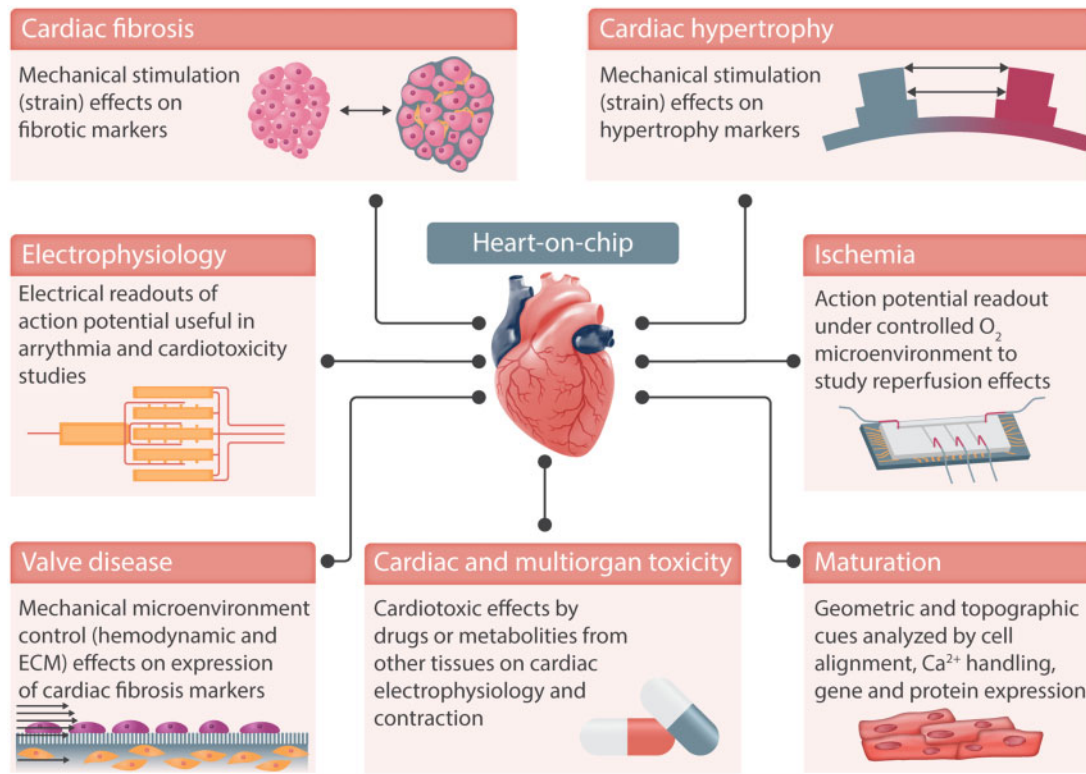 Cardiac fibrosis
Mechanical stimulation
(strain) effects on
fibrotic markers
Cardiac hypertrophy
Mechanical stimulation
(strain) effects on
hypertrophy markers
Heart-on-chip
Electrophysiology
Electrical readouts of
action potential useful in
arrythmia and cardiotoxicity
studies
Ischemia
Action potential readout
under controlled O₂
microenvironment to
study reperfusion effects
Valve disease
Mechanical microenvironment
control (hemodynamic and
ECM) effects on expression
of cardiac fibrosis markers
Cardiac and multiorgan toxicity
Cardiotoxic effects by
drugs or metabolities from
other tissues on cardiac
electrophysiology and
contraction
Maturation
Geometric and topographic
cues analyzed by cell
alignment, Ca²⁺ handling,
gene and protein expression